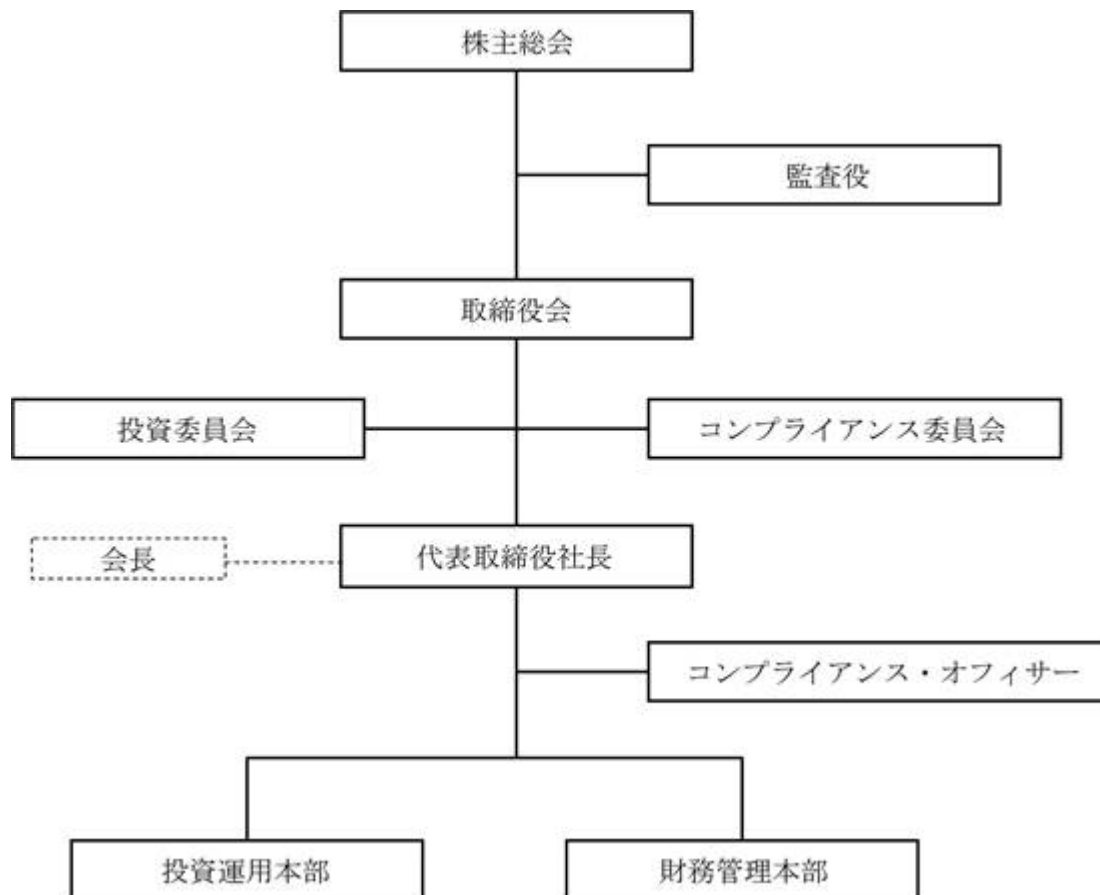 株主総会
監査役
取締役会
投資委員会
コンプライアンス委員会
会長
代表取締役社長
コンプライアンス・オフィサー
投資運用本部
財務管理本部